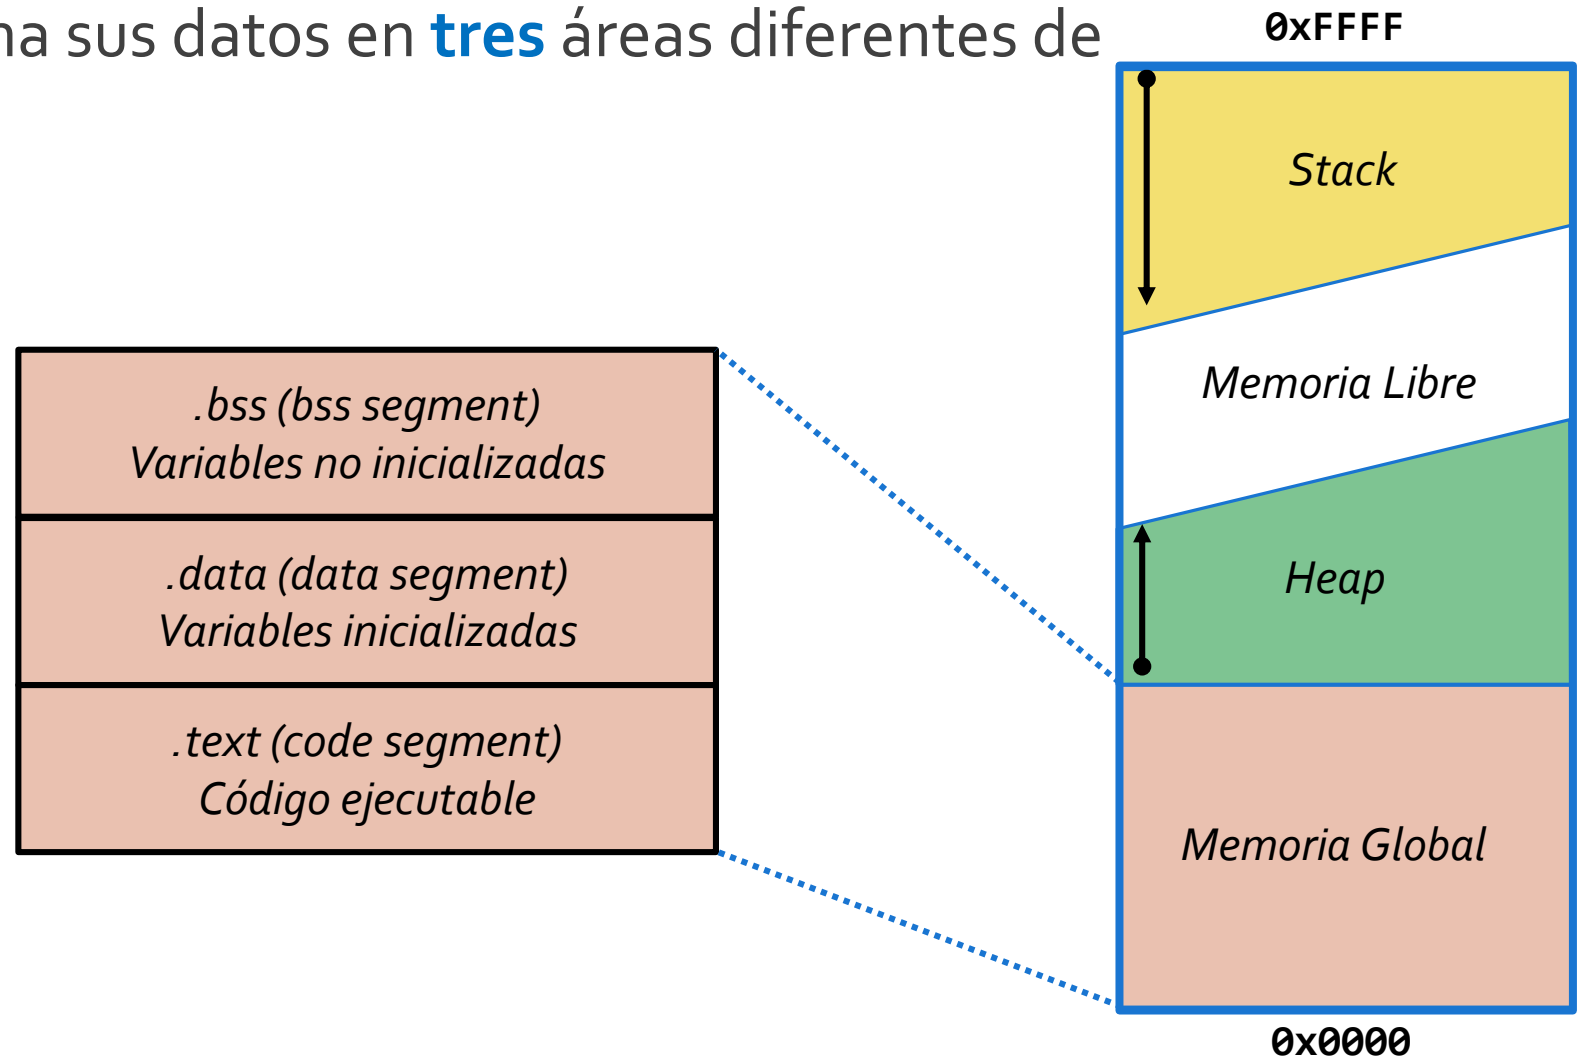 na sus datos en tres áreas diferentes de
0xFFFF
Stack
Memoria Libre
Heap
Memoria Global
0x0000
.bss (bss segment)
Variables no inicializadas
.data (data segment)
Variables inicializadas
.text (code segment)
Código ejecutable